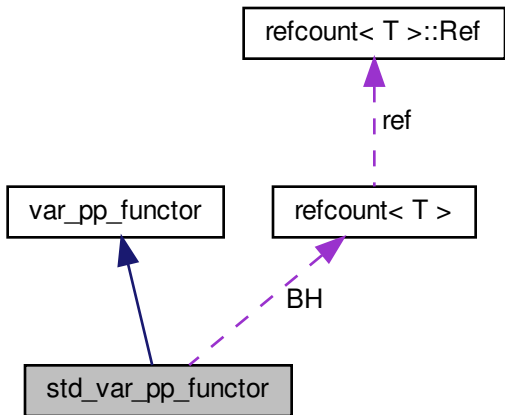 refcount< T >::Ref
ref
var_pp_functor
refcount< T >
BH
std_var_pp_functor